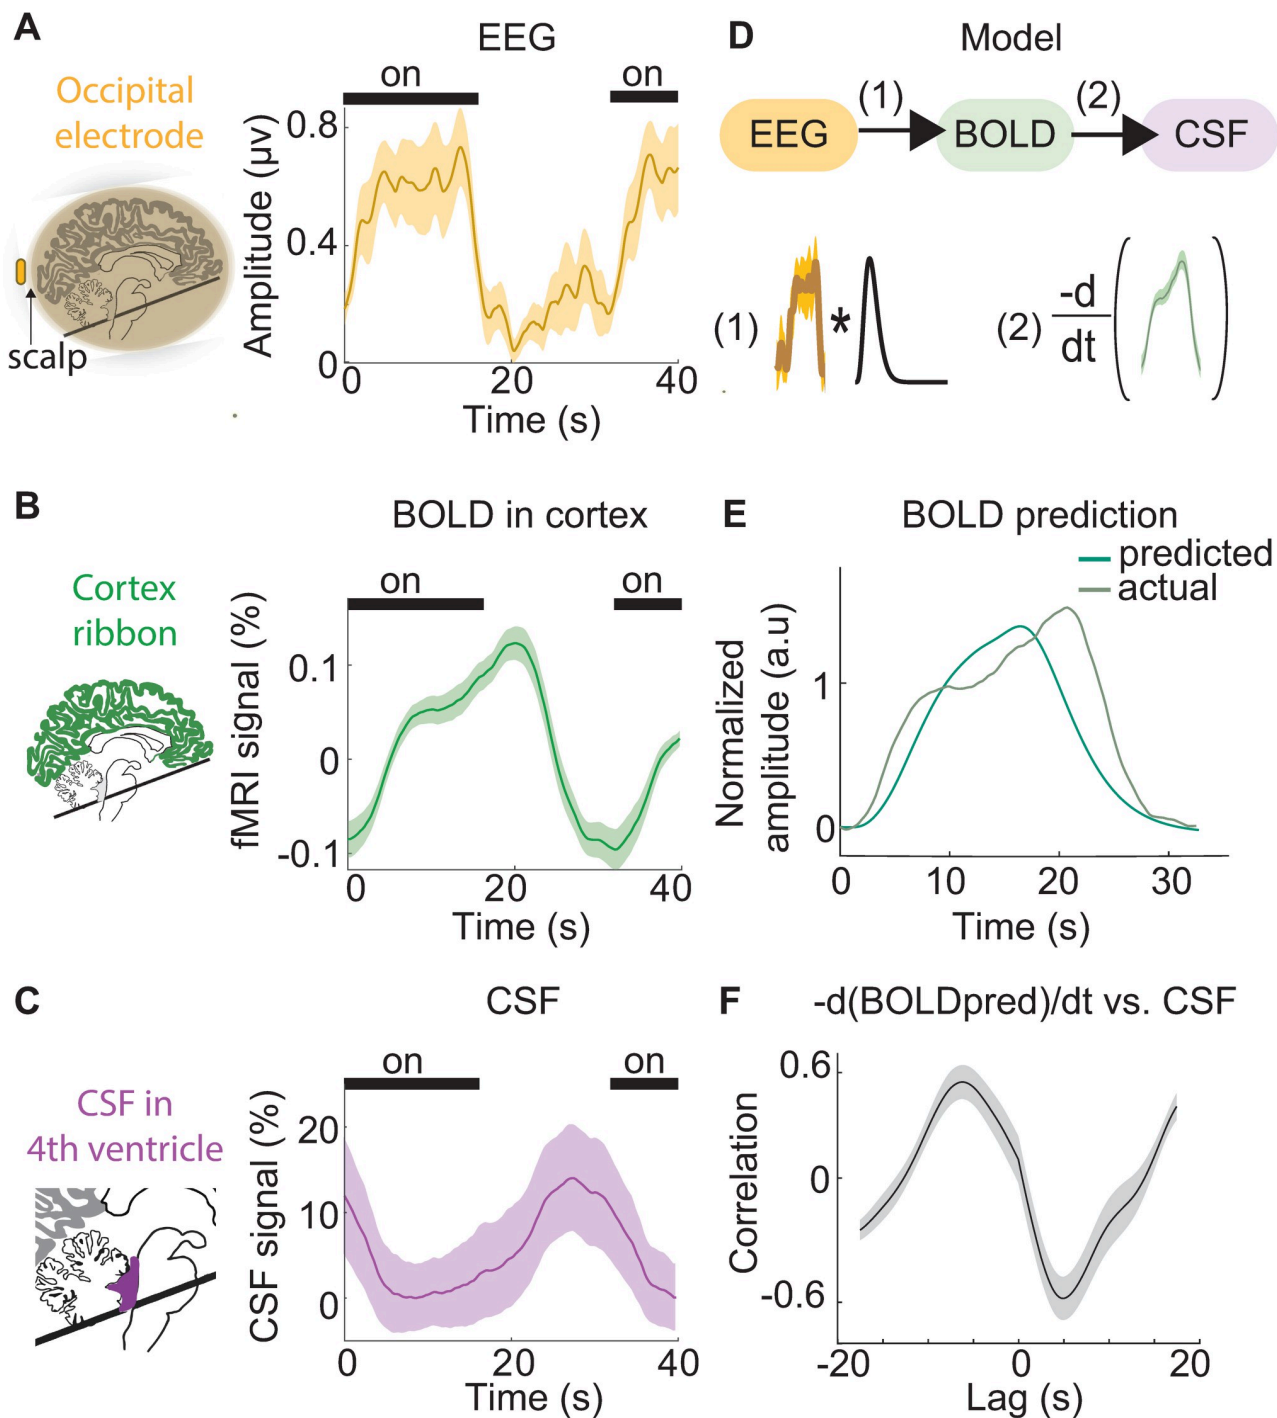 A
EEG
Occipital
electrode
scalp
on
on
Amplitude (μv)
0.8
0.4
0
0
20
40
Time (s)
B
BOLD in cortex
Cortex
ribbon
on
on
fMRI signal (%)
0.1
0
-0.1
0
20
40
Time (s)
C
CSF
CSF in
4th ventricle
on
on
CSF signal (%)
20
10
0
0
20
40
Time (s)
D
Model
EEG
(1)
BOLD
(2)
CSF
(1)
*
(2)
-d
dt
E
BOLD prediction
predicted
actual
Normalized
amplitude (a.u)
1
0
0
10
20
30
Time (s)
F
-d(BOLDpred)/dt vs. CSF
Correlation
0.6
0
-0.6
-20
0
20
Lag (s)